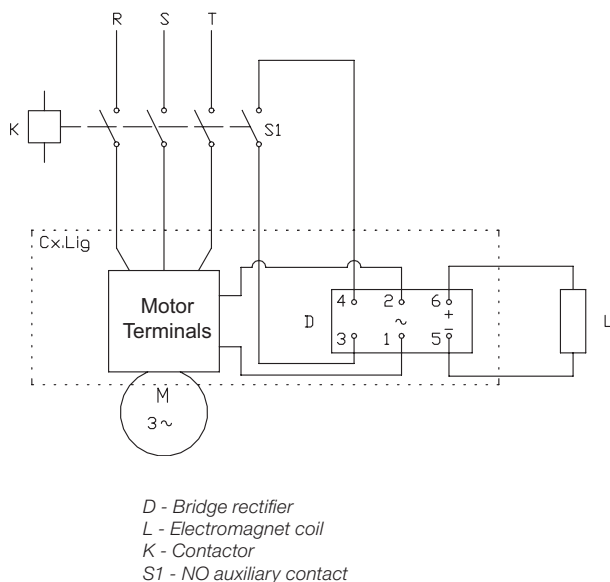 R S T
K
S1
Cx.Lig
Motor
Terminals
D
4 2 6
~ +
3 1 5 -
L
M
3~
D - Bridge rectifier
L - Electromagnet coil
K - Contactor
S1 - NO auxiliary contact